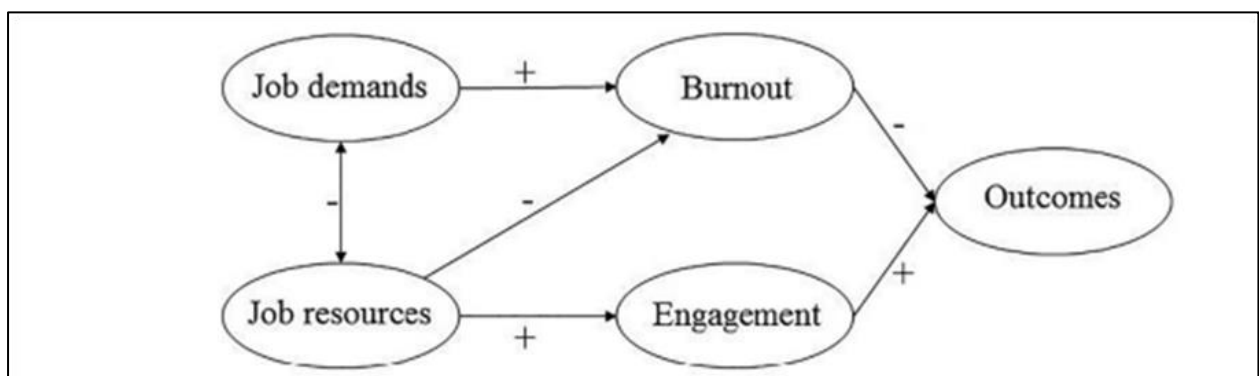 Job demands
+
Burnout
-
-
-
Outcomes
Job resources
+
Engagement
+